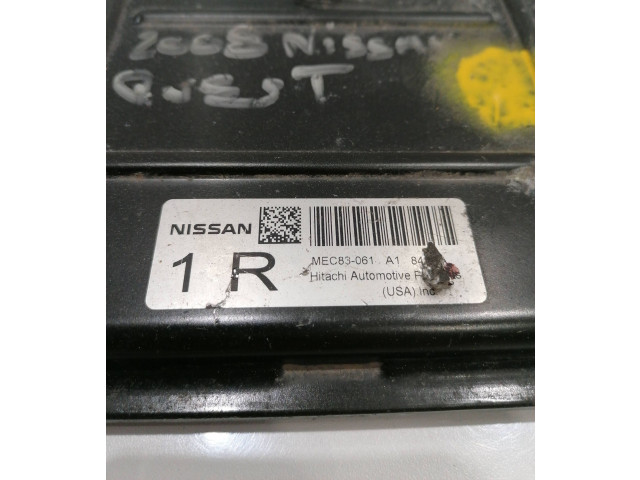 2008 NISSAN
QUEST
NISSAN
1 R
MEC83-061 A1
Hitachi Automotive
(USA) Inc